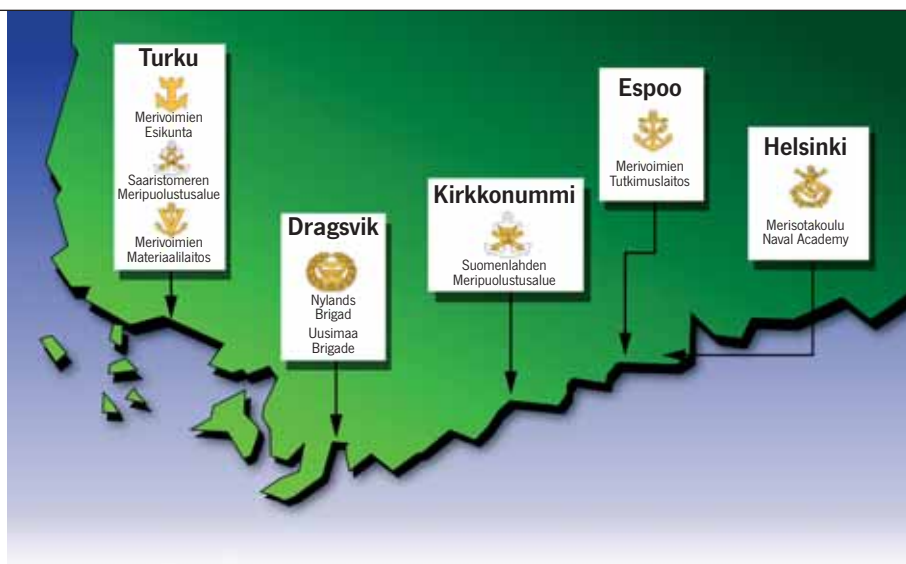 Turku
Merivoimien
Esikunta
Saaristomeren
Meripuolustusalue
Merivoimien
Materiaalilaitos
Dragsvik
Nylands
Brigad
Uusimaa
Brigade
Kirkkonummi
Suomenlahden
Meripuolustusalue
Espoo
Merivoimien
Tutkimuslaitos
Helsinki
Merisotakoulu
Naval Academy